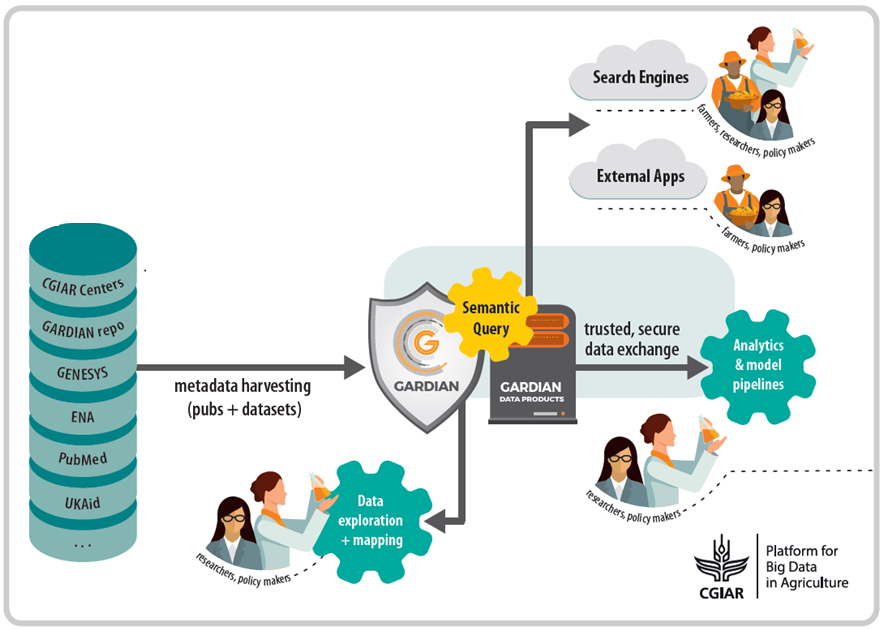 Search Engines
farmers, researchers, policy makers
External Apps
farmers, policy makers
CGIAR Centers
GARDIAN repo
GENESYS
ENA
PubMed
UKAid
...
metadata harvesting
(pubs + datasets)
G
GARDIAN
Semantic
Query
GARDIAN
DATA PRODUCTS
trusted, secure
data exchange
Analytics
& model
pipelines
researchers, policy makers
Data
exploration
+ mapping
researchers, policy makers
CGIAR
Platform for
Big Data
in Agriculture